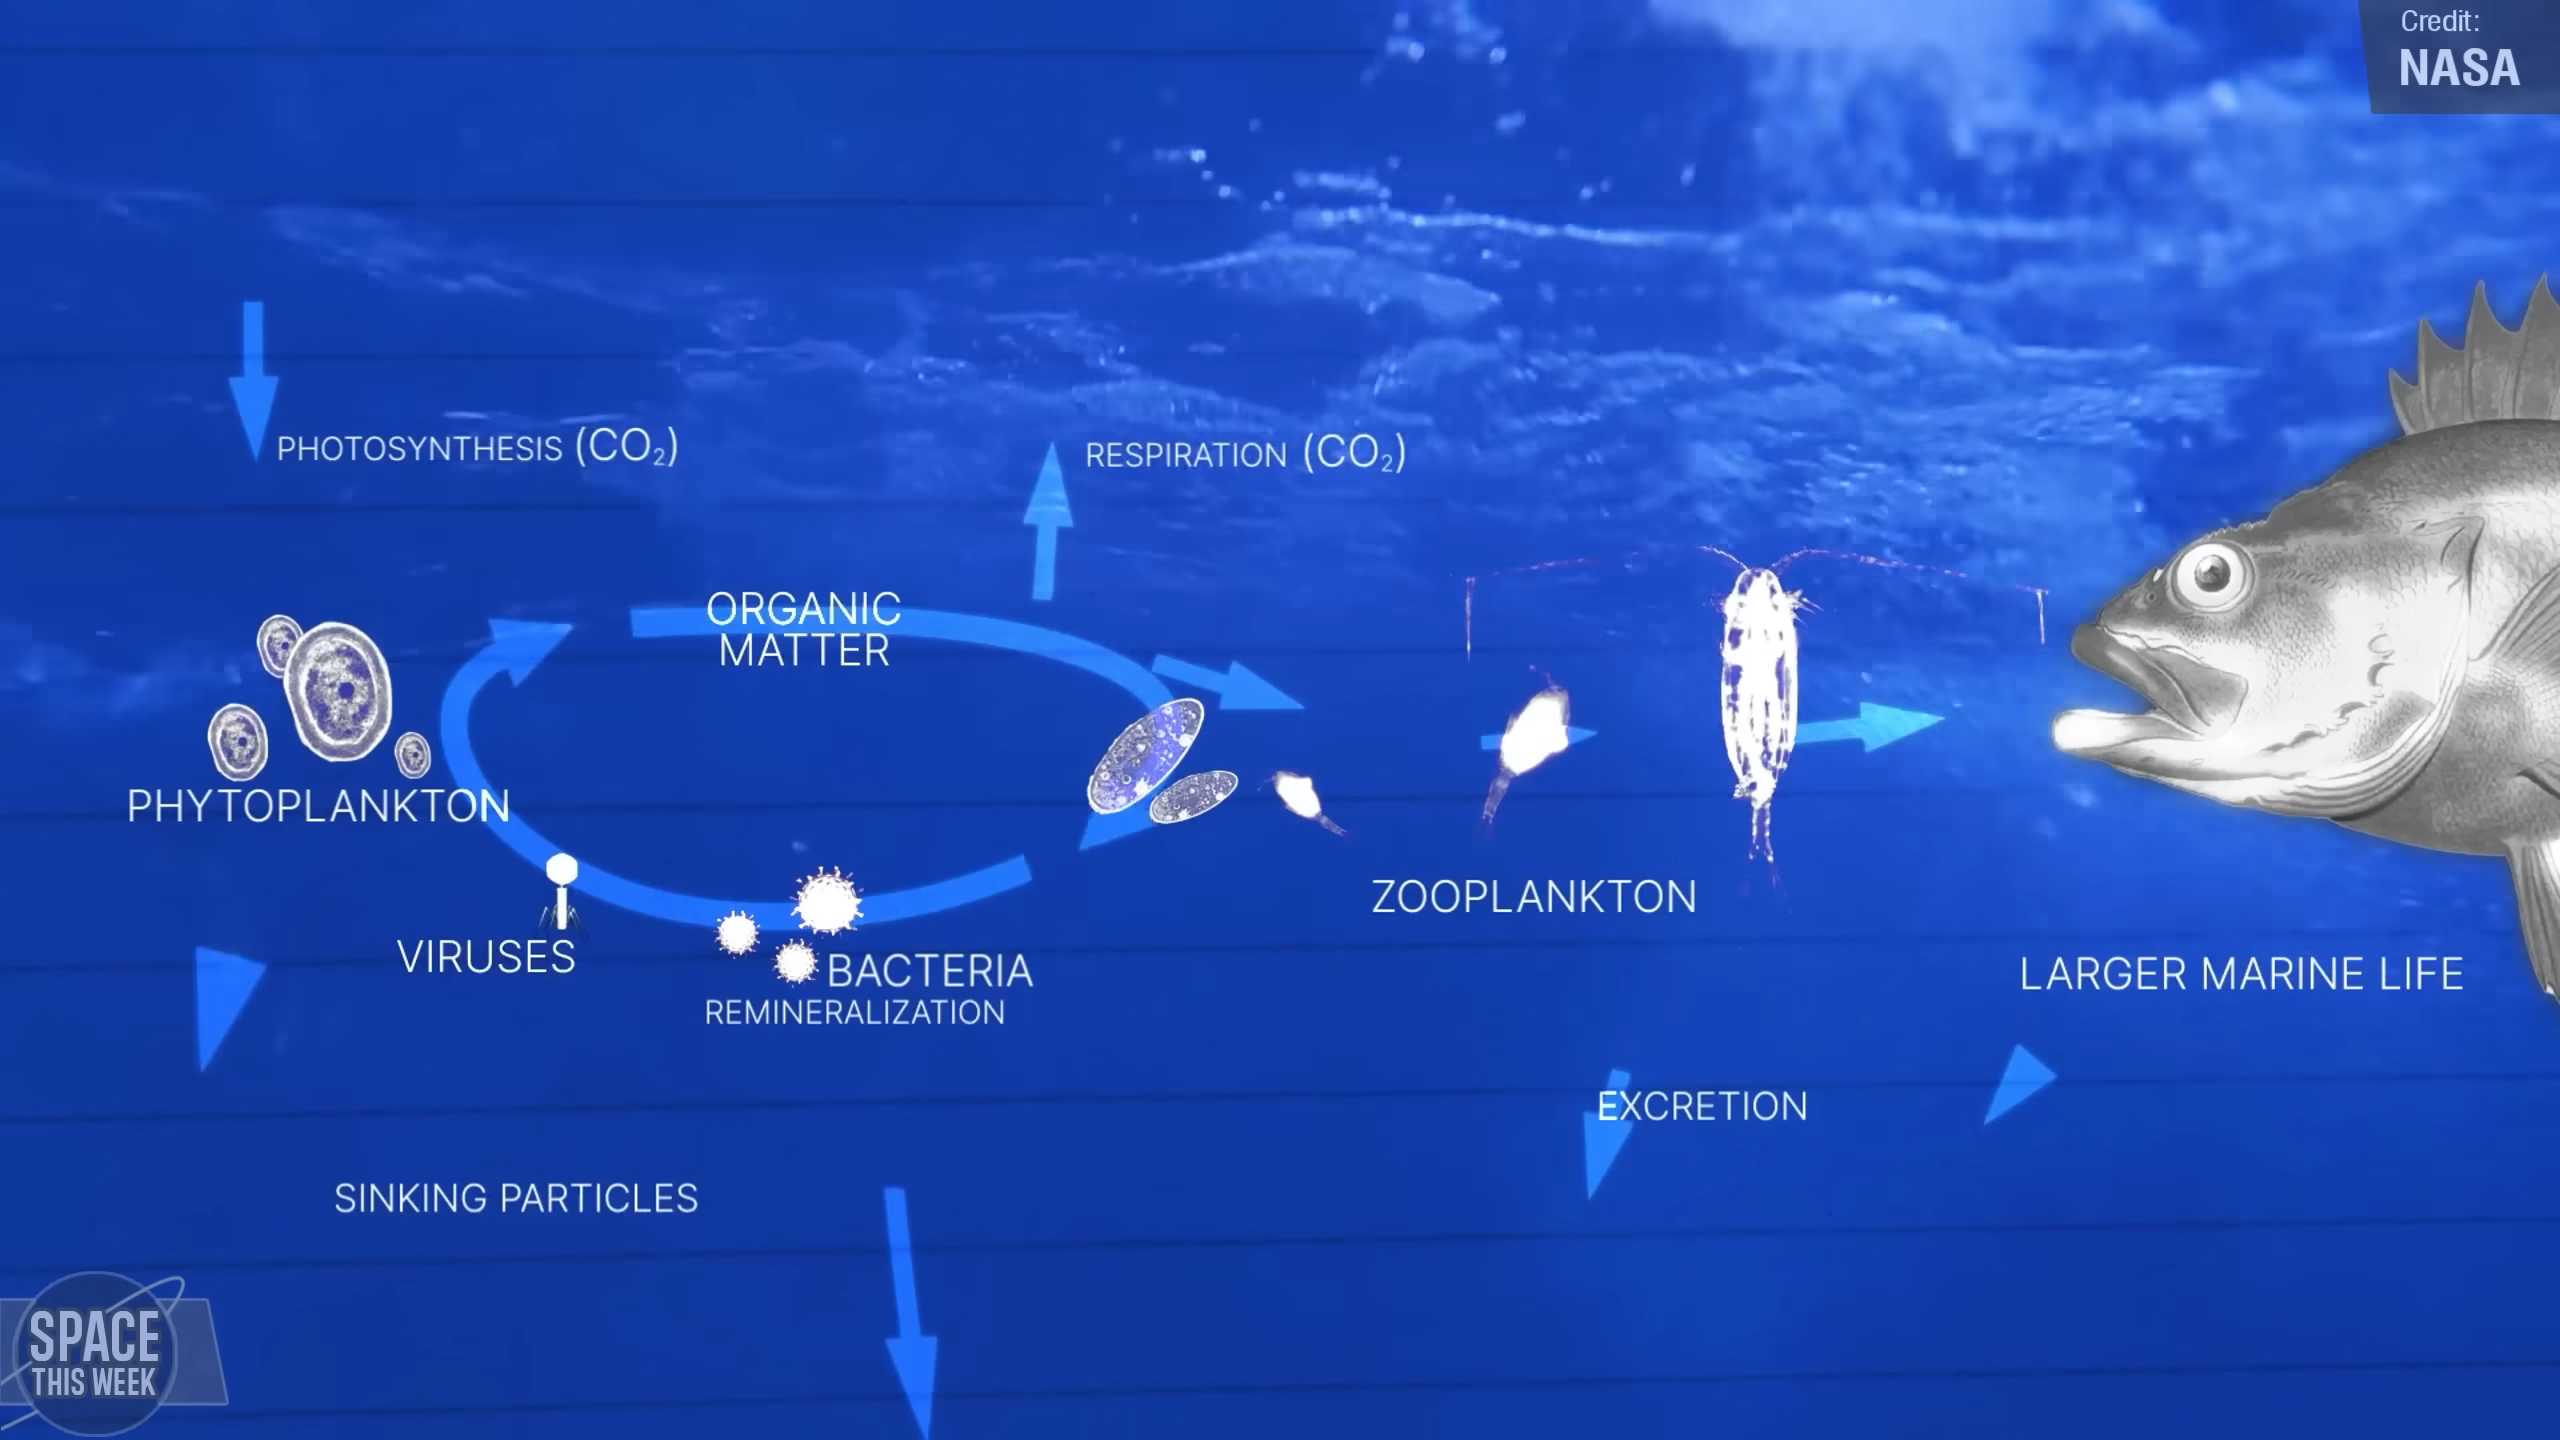 Credit:
NASA
PHOTOSYNTHESIS (CO₂)
RESPIRATION (CO₂)
ORGANIC
MATTER
PHYTOPLANKTON
ZOOPLANKTON
VIRUSES
BACTERIA
REMINERALIZATION
LARGER MARINE LIFE
EXCRETION
SINKING PARTICLES
SPACE
THIS WEEK